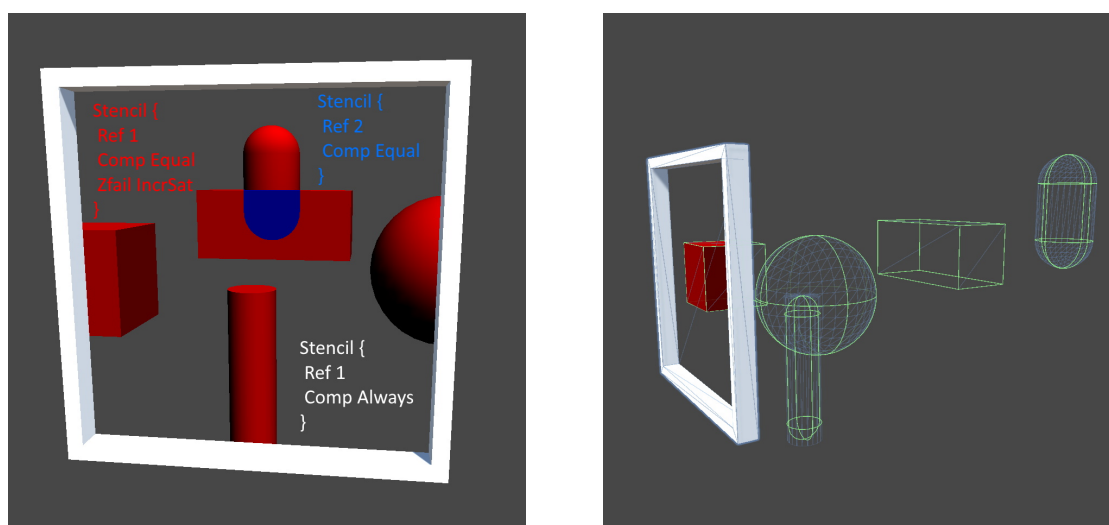 Stencil {
Ref 1
Comp Equal
Zfail IncrSat
}
Stencil {
Ref 2
Comp Equal
}
Stencil {
Ref 1
Comp Always
}